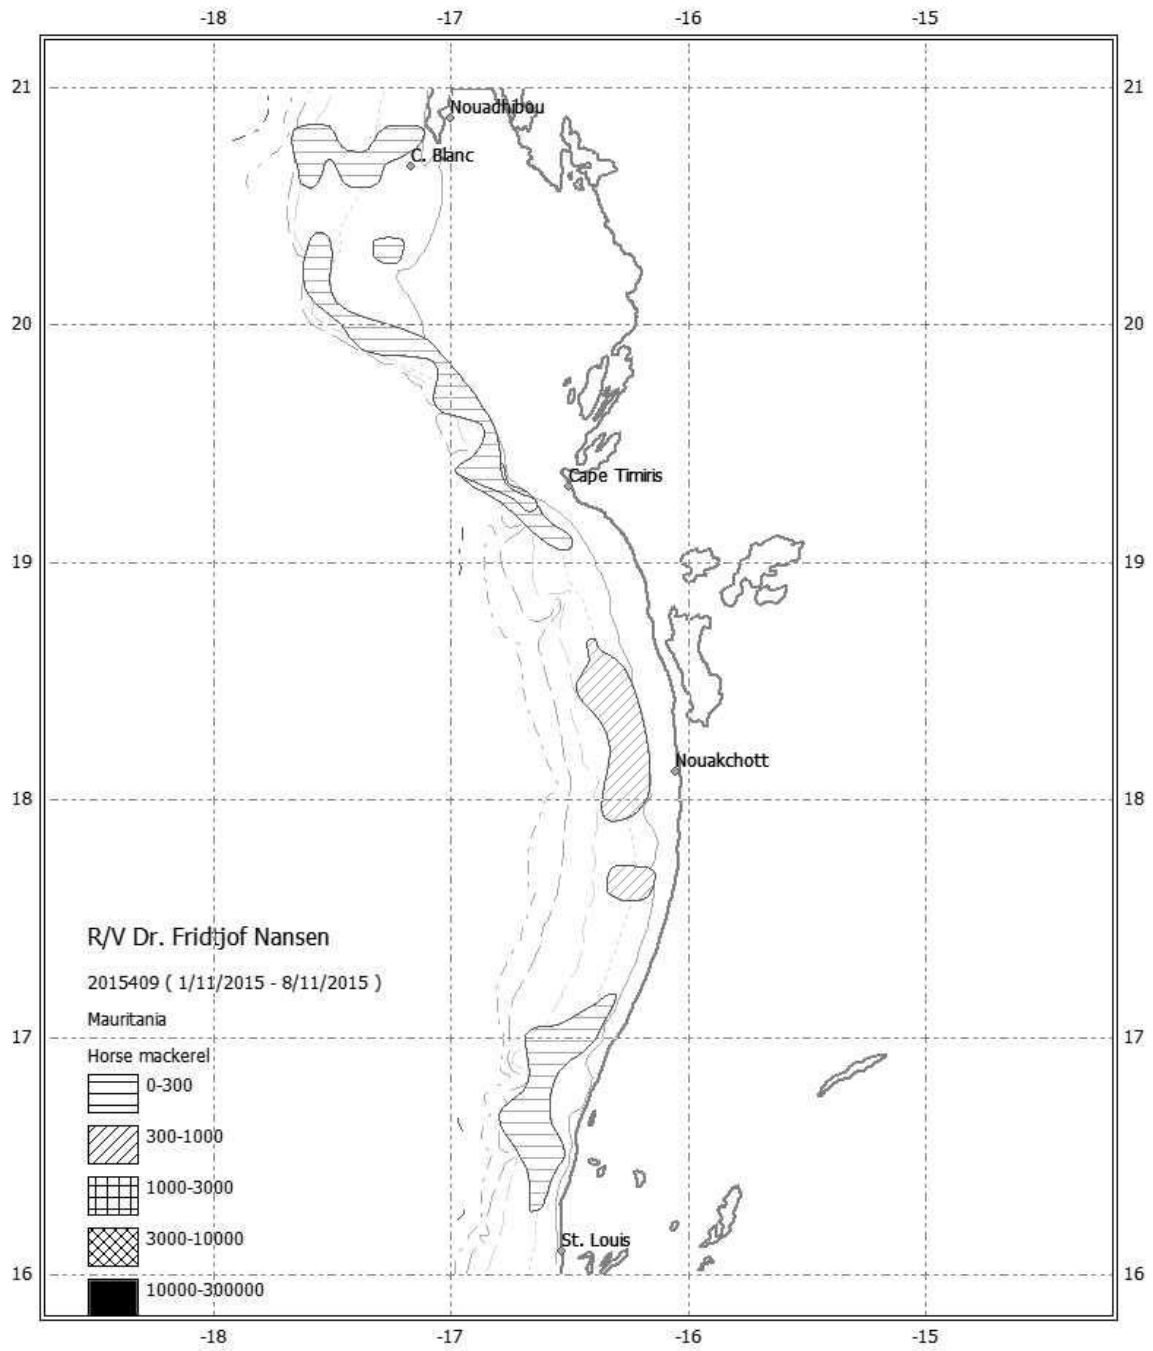 -18 -17 -16 -15
21 21
Nouadhibou
C. Blanc
20 20
Cape Timiris
19 19
Nouakchott
18 18
R/V Dr. Fridtjof Nansen
2015409 ( 1/11/2015 - 8/11/2015 )
Mauritania
17 17
Horse mackerel
0-300
300-1000
1000-3000
3000-10000
St. Louis
16 16
10000-300000
-18 -17 -16 -15